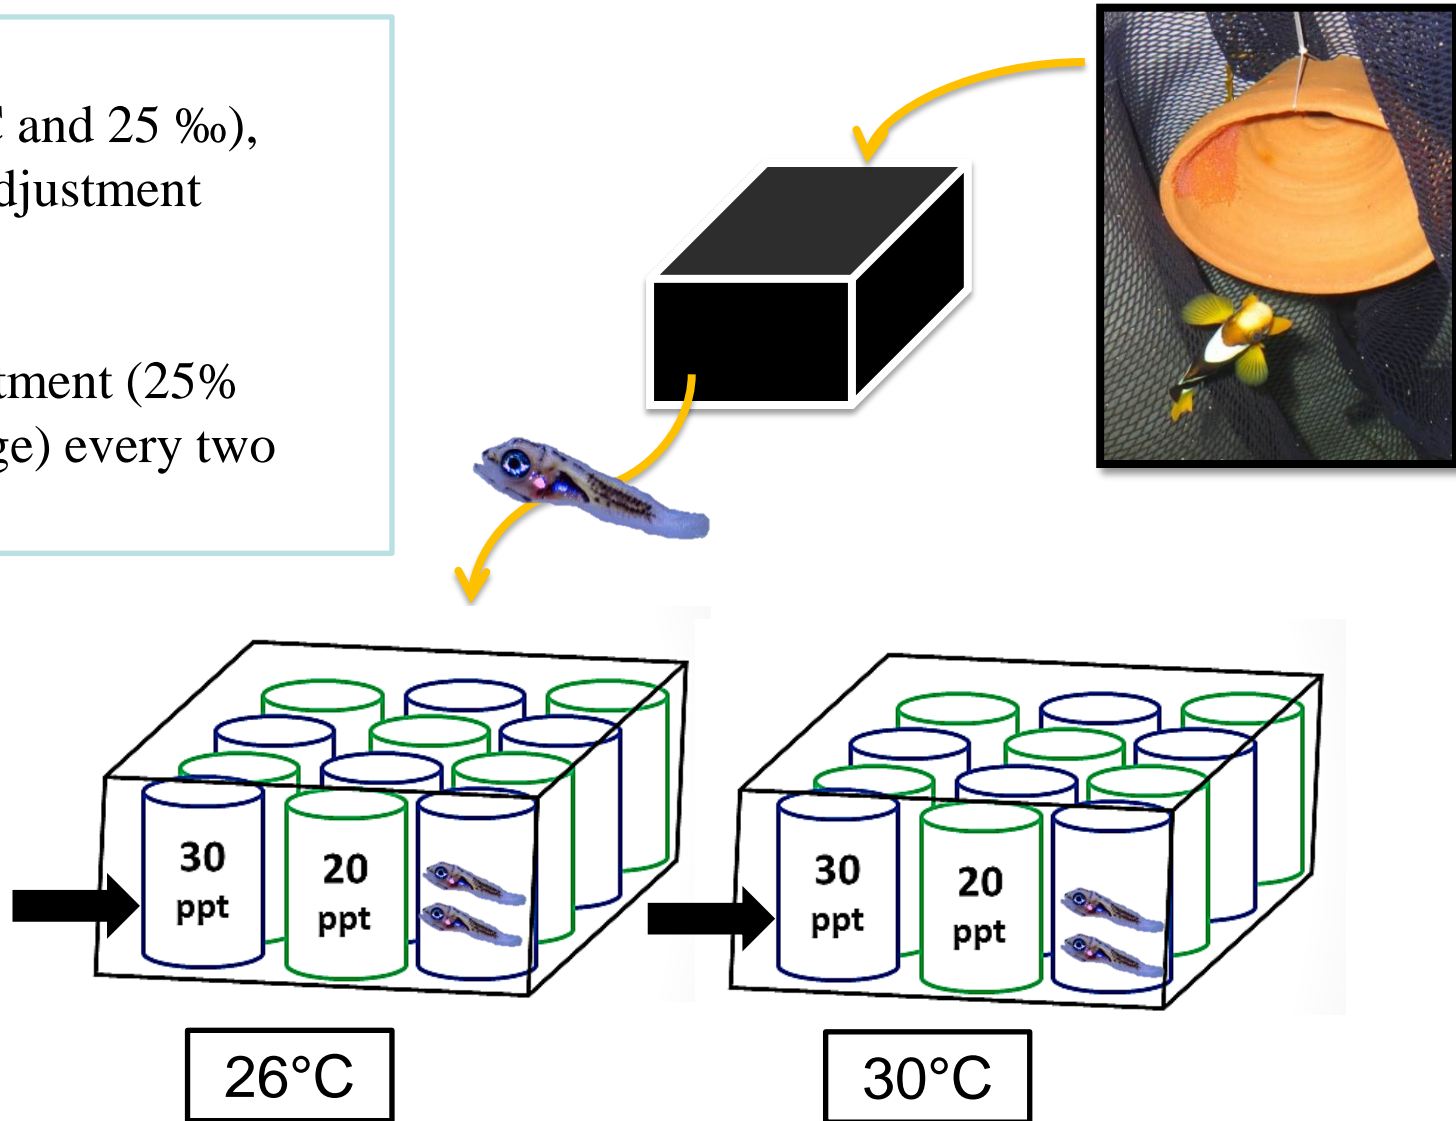 and 25 ‰),
djustment
tment (25%
ge) every two
30
ppt
20
ppt
30
ppt
20
ppt
26°C
30°C